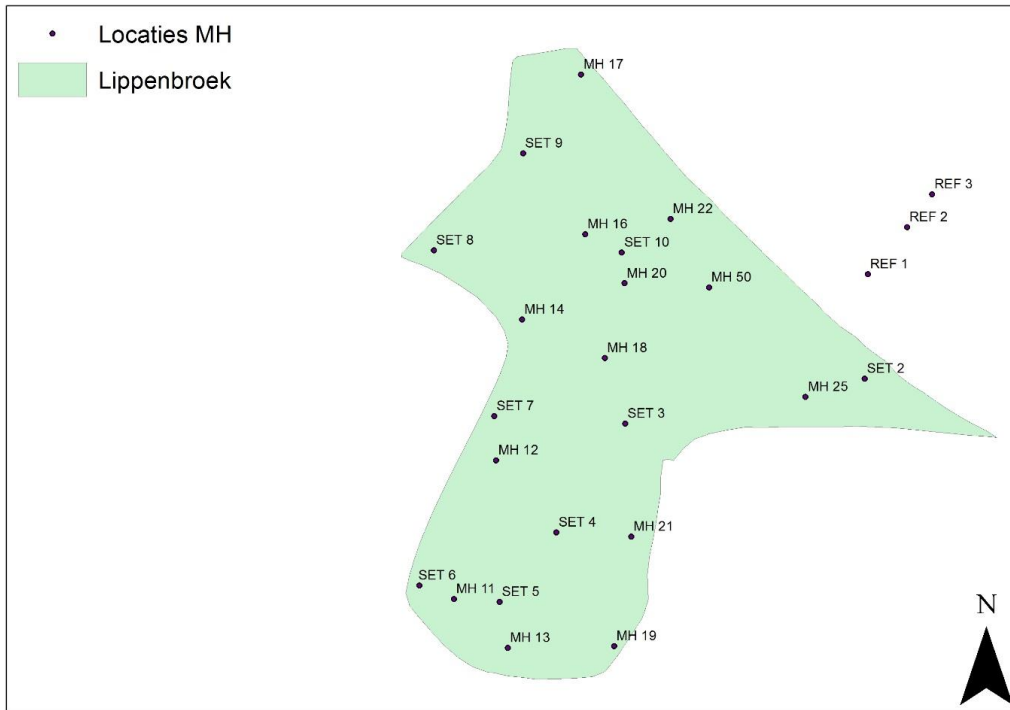 Locaties MH
Lippenbroek
MH 17
SET 9
REF 3
MH 22
REF 2
MH 16
SET 8
SET 10
REF 1
MH 20
MH 50
MH 14
MH 18
SET 2
MH 25
SET 7
SET 3
MH 12
SET 4
MH 21
SET 6
MH 11
SET 5
N
MH 13
MH 19